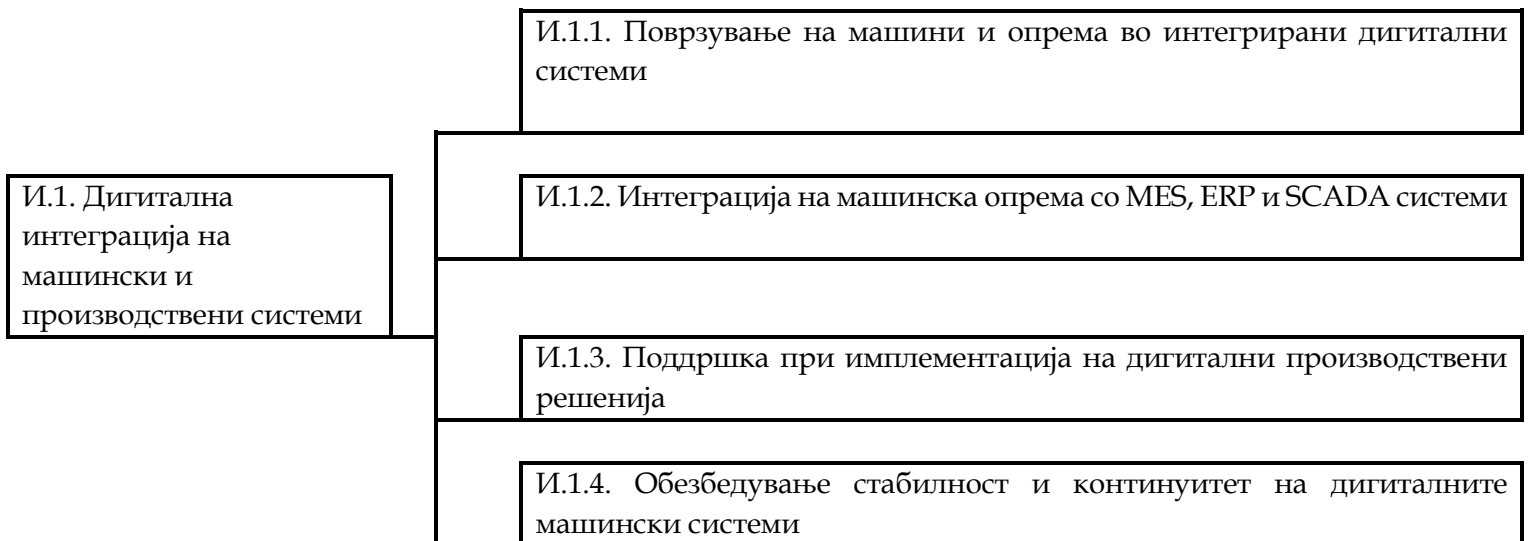 И.1.1. Поврзување на машини и опрема во интегрирани дигитални
системи
И.1. Дигитална
интеграција на
машински и
производствени системи
И.1.2. Интеграција на машинска опрема со MES, ERP и SCADA системи
И.1.3. Поддршка при имплементација на дигитални производствени
решенија
И.1.4. Обезбедување стабилност и континуитет на дигиталните
машински системи